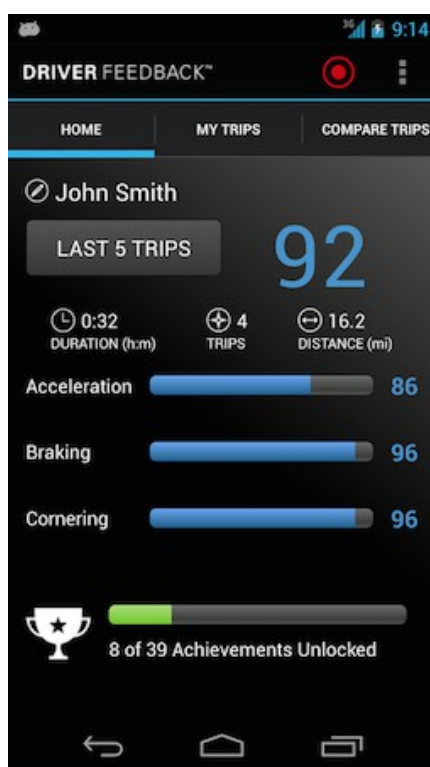 3G 9:14
DRIVER FEEDBACK™
HOME MY TRIPS COMPARE TRIPS
John Smith
LAST 5 TRIPS 92
0:32 4 16.2
DURATION (h:m) TRIPS DISTANCE (mi)
Acceleration 86
Braking 96
Cornering 96
8 of 39 Achievements Unlocked